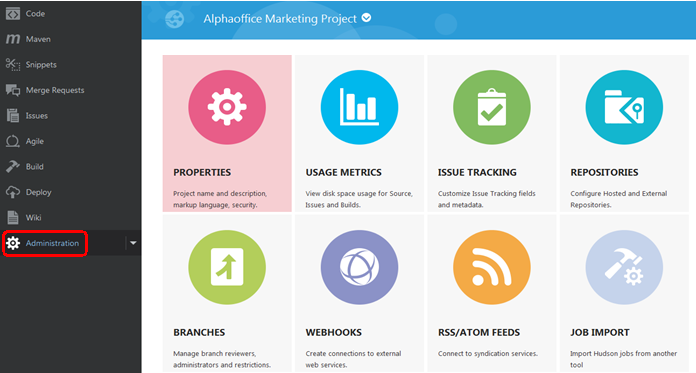 Code
Maven
Snippets
Merge Requests
Issues
Agile
Build
Deploy
Wiki
Administration
Alphaoffice Marketing Project
PROPERTIES
Project name and description,
markup language, security.
USAGE METRICS
View disk space usage for Source,
Issues and Builds.
ISSUE TRACKING
Customize Issue Tracking fields
and metadata.
REPOSITORIES
Configure Hosted and External
Repositories.
BRANCHES
Manage branch reviewers,
administrators and restrictions.
WEBHOOKS
Create connections to external
web services.
RSS/ATOM FEEDS
Connect to syndication services.
JOB IMPORT
Import Hudson jobs from another
tool